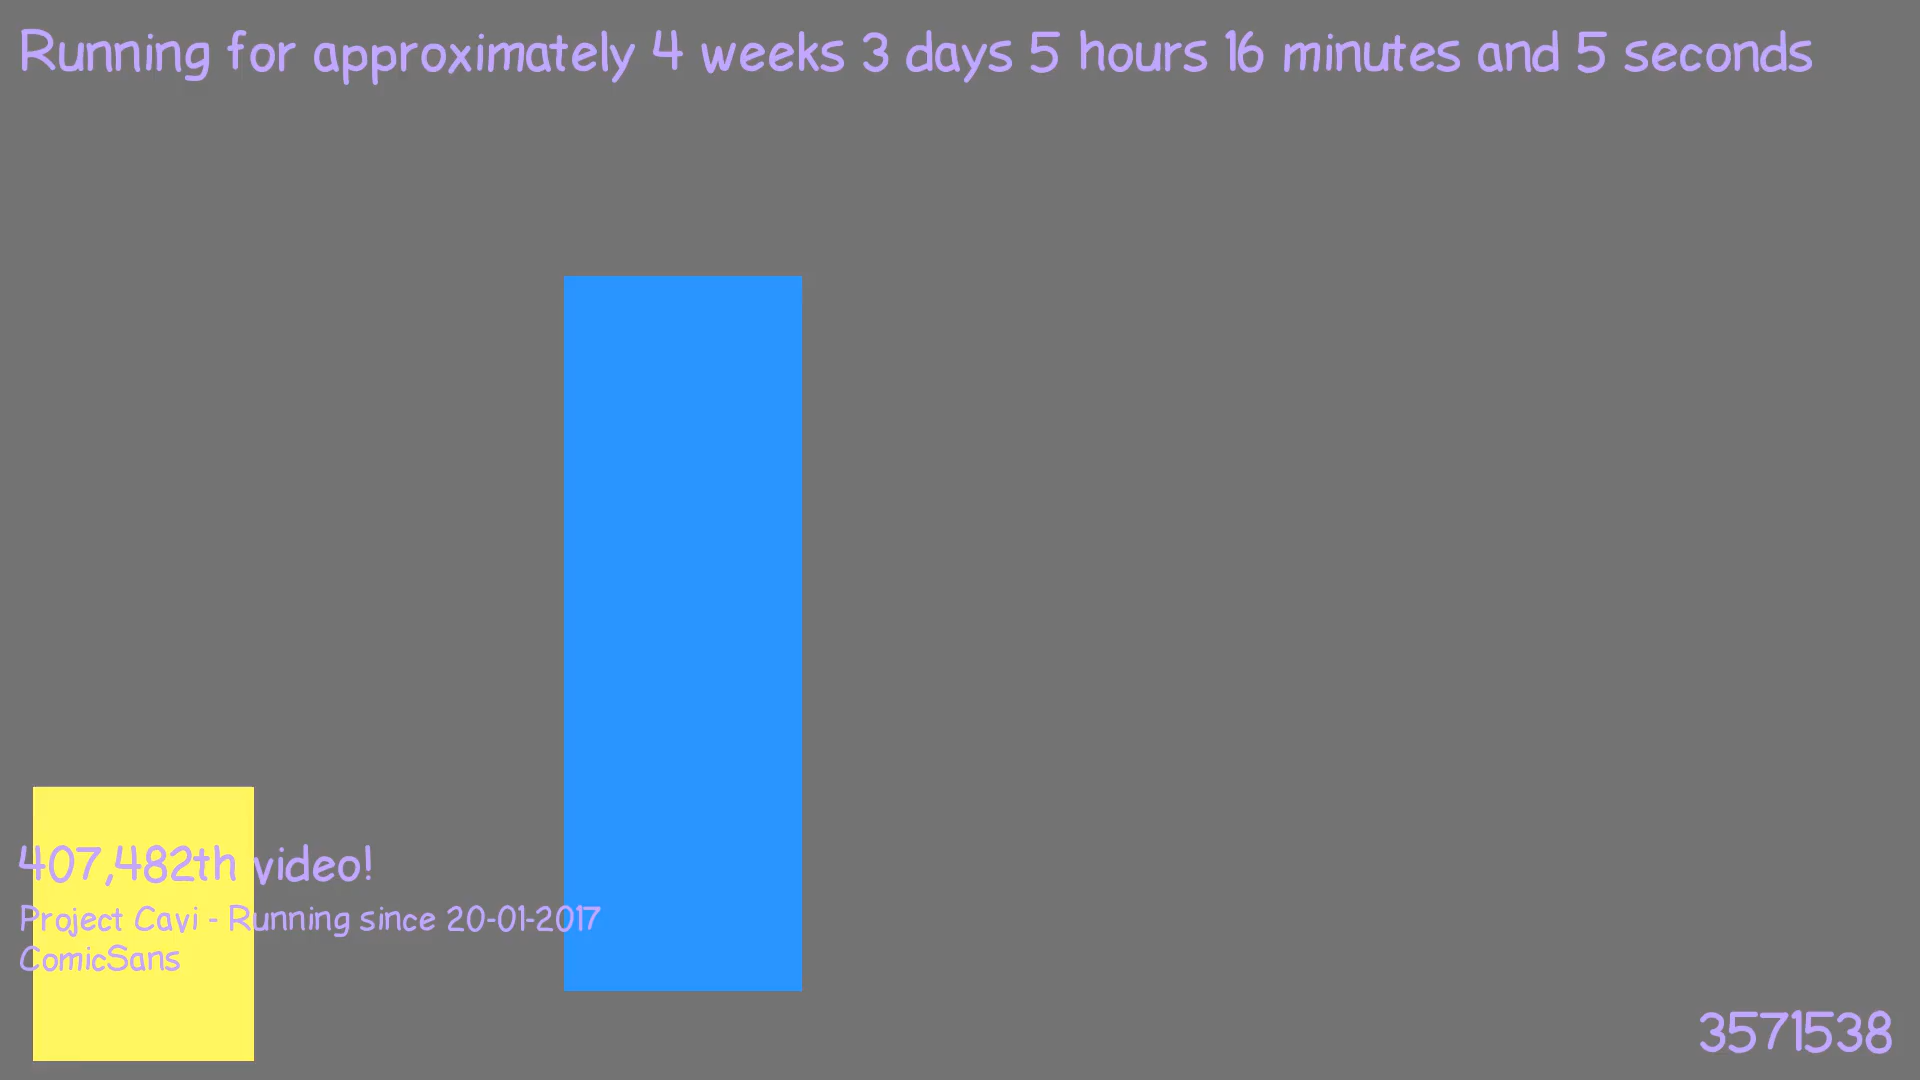 Running for approximately 4 weeks 3 days 5 hours 16 minutes and 5 seconds
407,482th video!
Project Cavi - Running since 20-01-2017
ComicSans
3571538